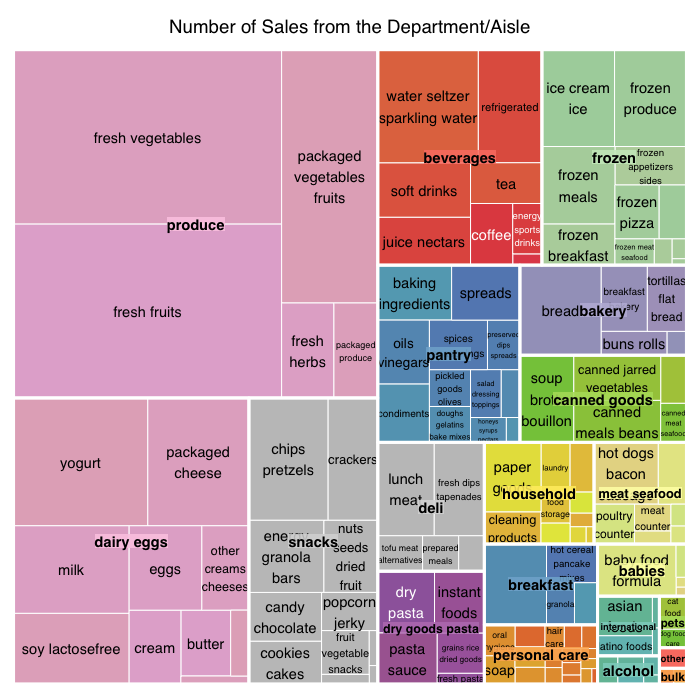 Number of Sales from the Department/Aisle
fresh vegetables
fresh fruits
packaged
vegetables
fruits
fresh
herbs
packaged
produce
produce
yogurt
packaged
cheese
milk
eggs
other
creams
cheeses
soy lactosefree
cream
butter
dairy eggs
chips
pretzels
crackers
energy
granola
bars
nuts
seeds
dried
fruit
candy
chocolate
popcorn
jerky
cookies
cakes
fruit
vegetable
snacks
snacks
water seltzer
sparkling water
refrigerated
soft drinks
tea
juice nectars
coffee
energy
sports
drinks
beverages
ice cream
ice
frozen
produce
frozen
meals
frozen
appetizers
sides
frozen
pizza
frozen
breakfast
frozen meat
seafood
frozen
baking
ingredients
spreads
oils
vinegars
spices
ngs
preserved
dips
spreads
condiments
pickled
goods
olives
salad
dressing
toppings
doughs
gelatins
bake mixes
honeys
syrups
nectars
pantry
bread
breakfast
ery
tortillas
flat
bread
buns rolls
bakery
soup
broth
bouillon
canned jarred
vegetables
canned
meals beans
canned
meat
seafood
canned goods
lunch
meat
fresh dips
tapenades
tofu meat
alternatives
prepared
meals
deli
paper
goods
laundry
food
storage
cleaning
products
household
hot dogs
bacon
sausage
poultry
counter
meat
counter
meat seafood
dry
pasta
instant
foods
pasta
sauce
grains rice
dried goods
fresh pasta
dry goods pasta
hot cereal
pancake
mixes
granola
breakfast
baby food
formula
babies
oral
hygiene
hair
care
soap
personal care
asian
latino foods
international
alcohol
cat
food
dog food
care
pets
other
bulk